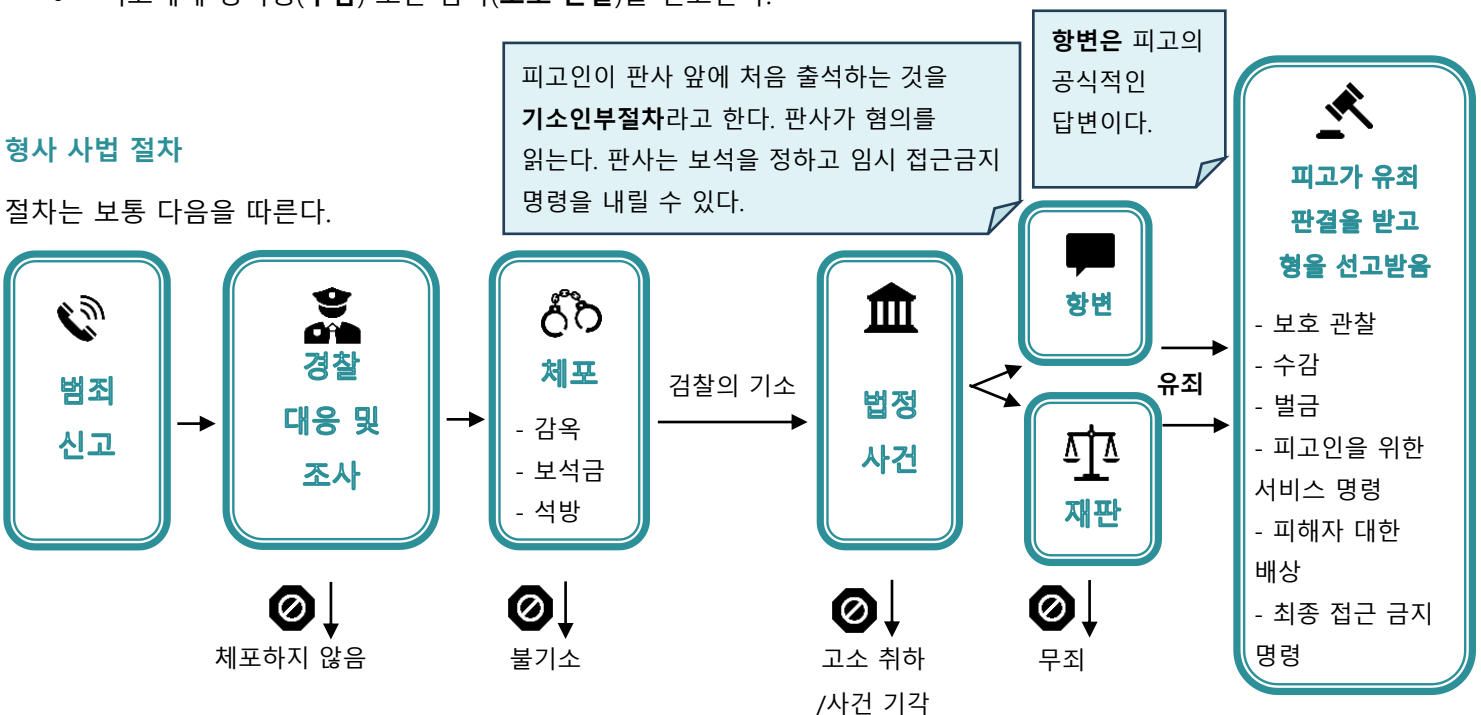 피고인이 판사 앞에 처음 출석하는 것을
기소인부절차라고 한다. 판사가 혐의를
읽는다. 판사는 보석을 정하고 임시 접근금지
명령을 내릴 수 있다.
항변은 피고의
공식적인
답변이다.
형사 사법 절차
절차는 보통 다음을 따른다.
범죄
신고
경찰
대응 및
조사
체포
- 감옥
- 보석금
- 석방
검찰의 기소
법정
사건
항변
재판
유죄
피고가 유죄
판결을 받고
형을 선고받음
- 보호 관찰
- 수감
- 벌금
- 피고인을 위한
서비스 명령
- 피해자 대한
배상
- 최종 접근 금지
명령
체포하지 않음
불기소
고소 취하
/사건 기각
무죄